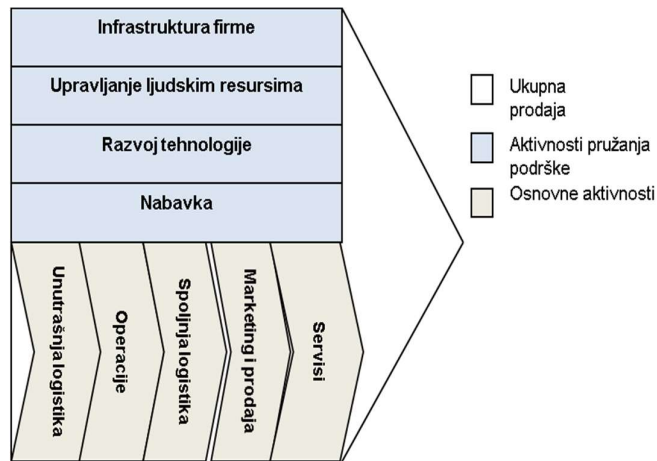 Infrastruktura firme
Upravljanje ljudskim resursima
Razvoj tehnologije
Nabavka
Unutrašnja logistika
Operacije
Spoljnja logistika
Marketing i prodaja
Servisi
Ukupna
prodaja
Aktivnosti pružanja
podrške
Osnovne aktivnosti